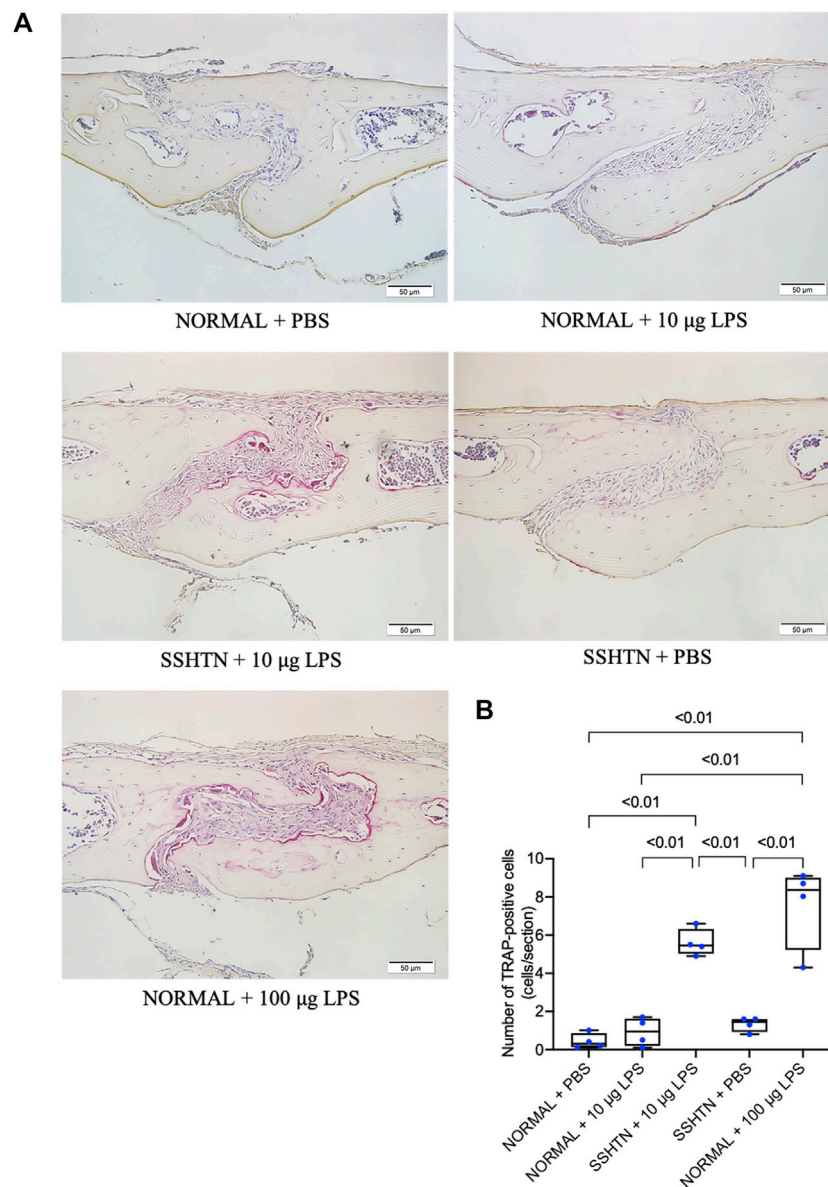 A
50 µm
50 µm
NORMAL + PBS
NORMAL + 10 µg LPS
50 µm
50 µm
SSHTN + 10 µg LPS
SSHTN + PBS
50 µm
NORMAL + 100 µg LPS
B
<0.01
<0.01
<0.01
<0.01
<0.01
<0.01
Number of TRAP-positive cells
(cells/section)
10
8
6
4
2
0
NORMAL + PBS
NORMAL + 10 µg LPS
SSHTN + 10 µg LPS
SSHTN + PBS
NORMAL + 100 µg LPS